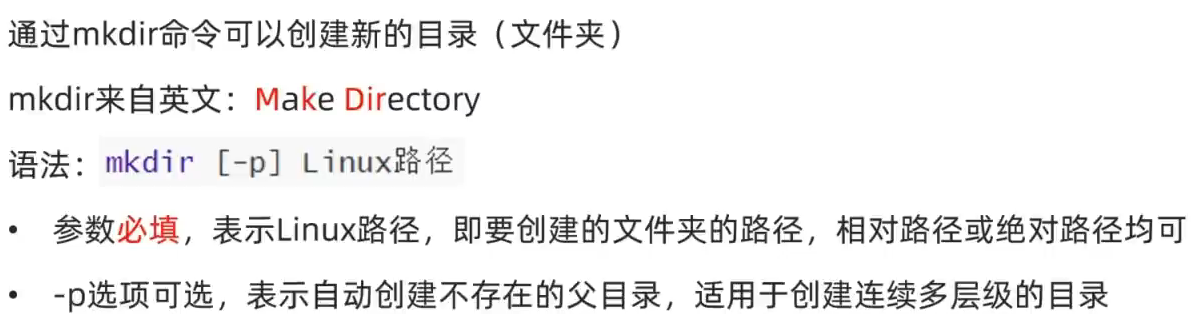 通过mkdir命令可以创建新的目录（文件夹）
mkdir来自英文：Make Directory
语法：mkdir [-p] Linux路径
• 参数必填，表示Linux路径，即要创建的文件夹的路径，相对路径或绝对路径均可
• -p选项可选，表示自动创建不存在的父目录，适用于创建连续多层级的目录